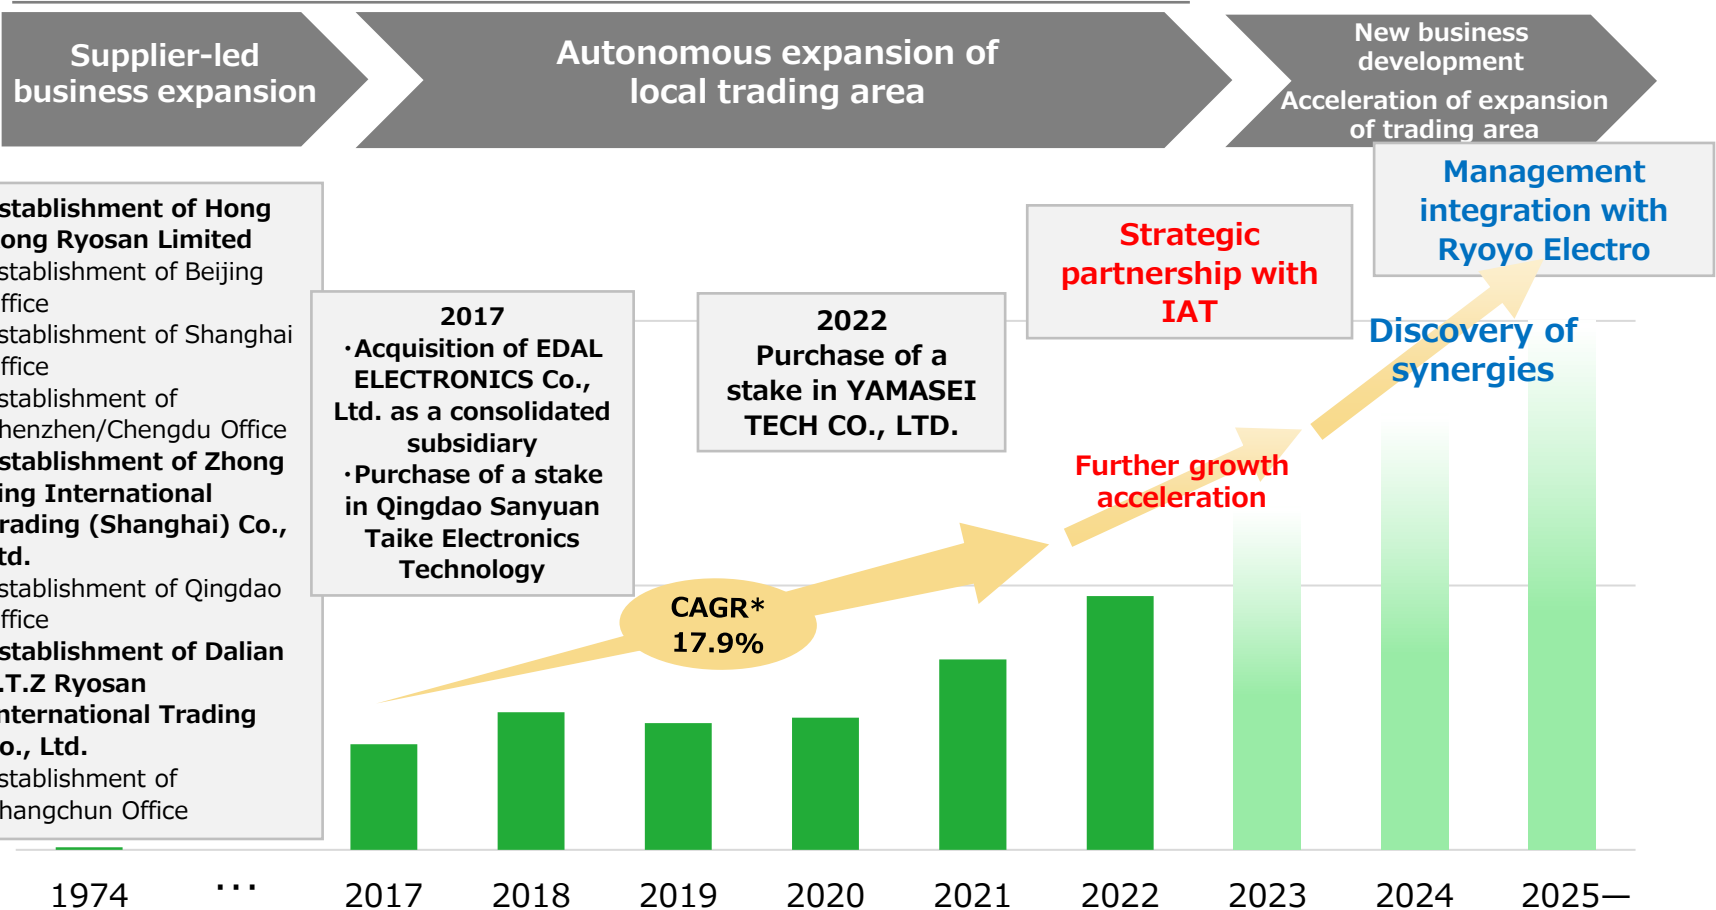 Supplier-led
business expansion
Autonomous expansion of
local trading area
New business
development
Acceleration of expansion
of trading area
Management
integration with
Ryoyo Electro
stablishment of Hong
ong Ryosan Limited
stablishment of Beijing
ffice
stablishment of Shanghai
ffice
stablishment of
henzhen/Chengdu Office
stablishment of Zhong
ing International
rading (Shanghai) Co.,
td.
stablishment of Qingdao
ffice
stablishment of Dalian
.T.Z Ryosan
nternational Trading
o., Ltd.
stablishment of
hangchun Office
2017
・Acquisition of EDAL
ELECTRONICS Co.,
Ltd. as a consolidated
subsidiary
・Purchase of a stake
in Qingdao Sanyuan
Taike Electronics
Technology
2022
Purchase of a
stake in YAMASEI
TECH CO., LTD.
Strategic
partnership with
IAT
Discovery of
synergies
Further growth
acceleration
CAGR*
17.9%
1974 … 2017 2018 2019 2020 2021 2022 2023 2024 2025—